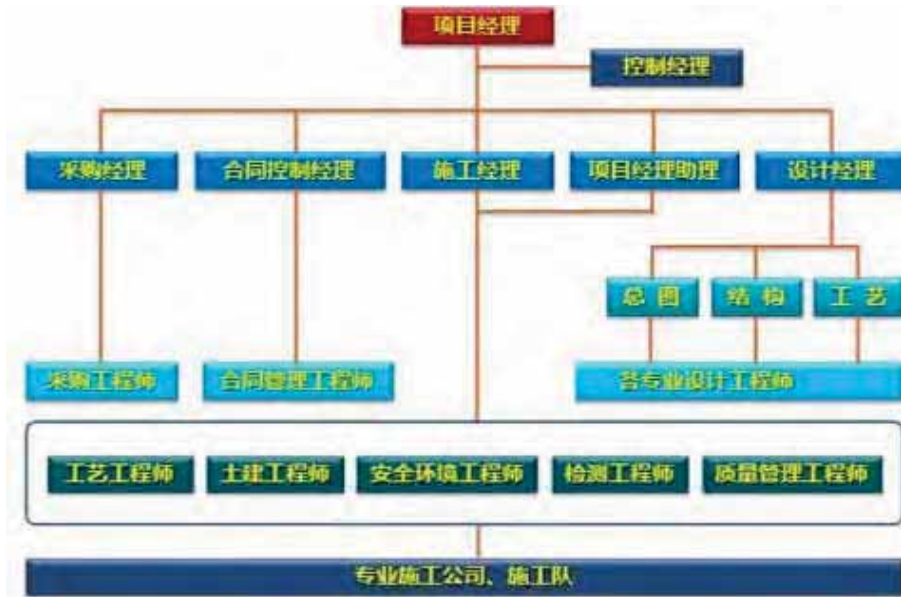 项目经理
控制经理
采购经理 合同控制经理 施工经理 项目经理助理 设计经理
总 图 结 构 工 艺
采购工程师 合同管理工程师 各专业设计工程师
工艺工程师 土建工程师 安全环境工程师 检测工程师 质量管理工程师
专业施工公司、施工队